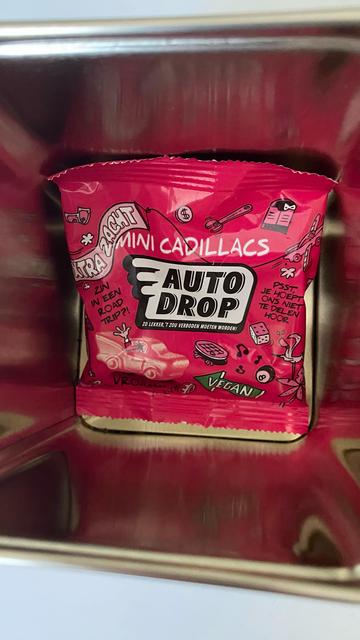 EXTRA ZACHT
MINI CADILLACS
AUTO
DROP
ZO LEKKER, 'T ZOU VERBODEN MOETEN WORDEN!
ZIN
IN EEN
ROAD
TRIP?!
PSST
JE HOEFT
ONS NIET
TE DELEN
HOOR
VEGAN
8